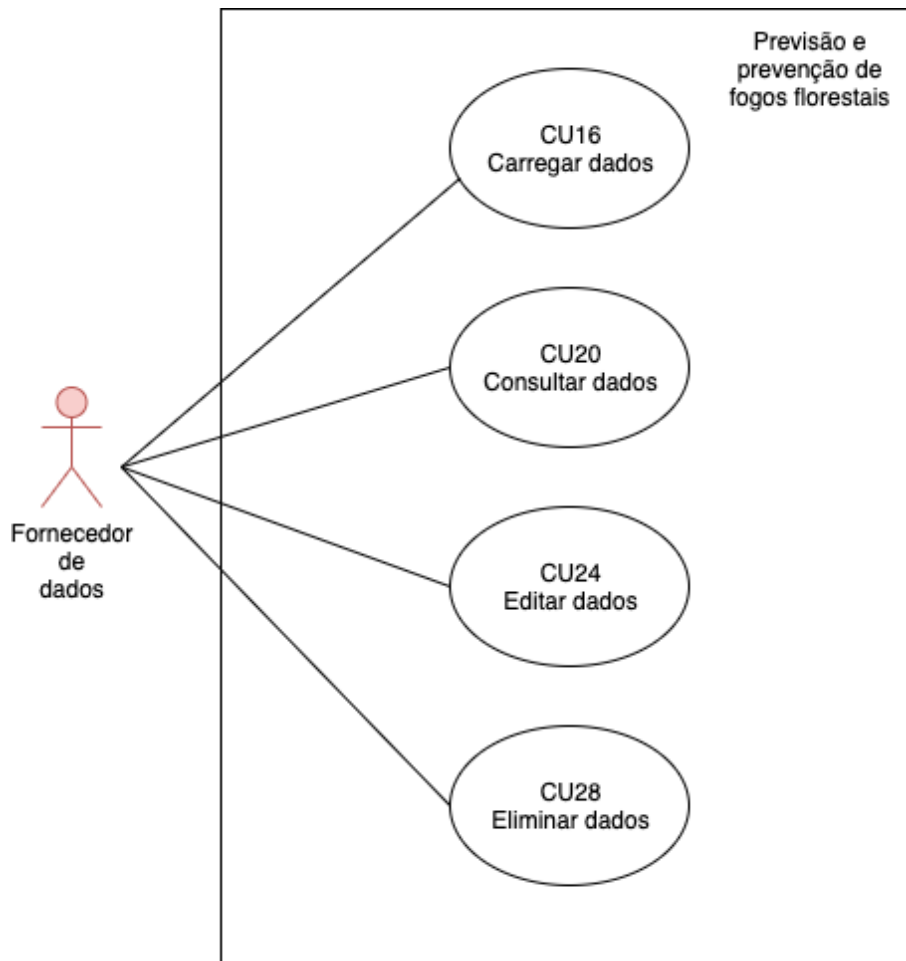 Previsão e
prevenção de
fogos florestais
CU16
Carregar dados
CU20
Consultar dados
Fornecedor
de
dados
CU24
Editar dados
CU28
Eliminar dados